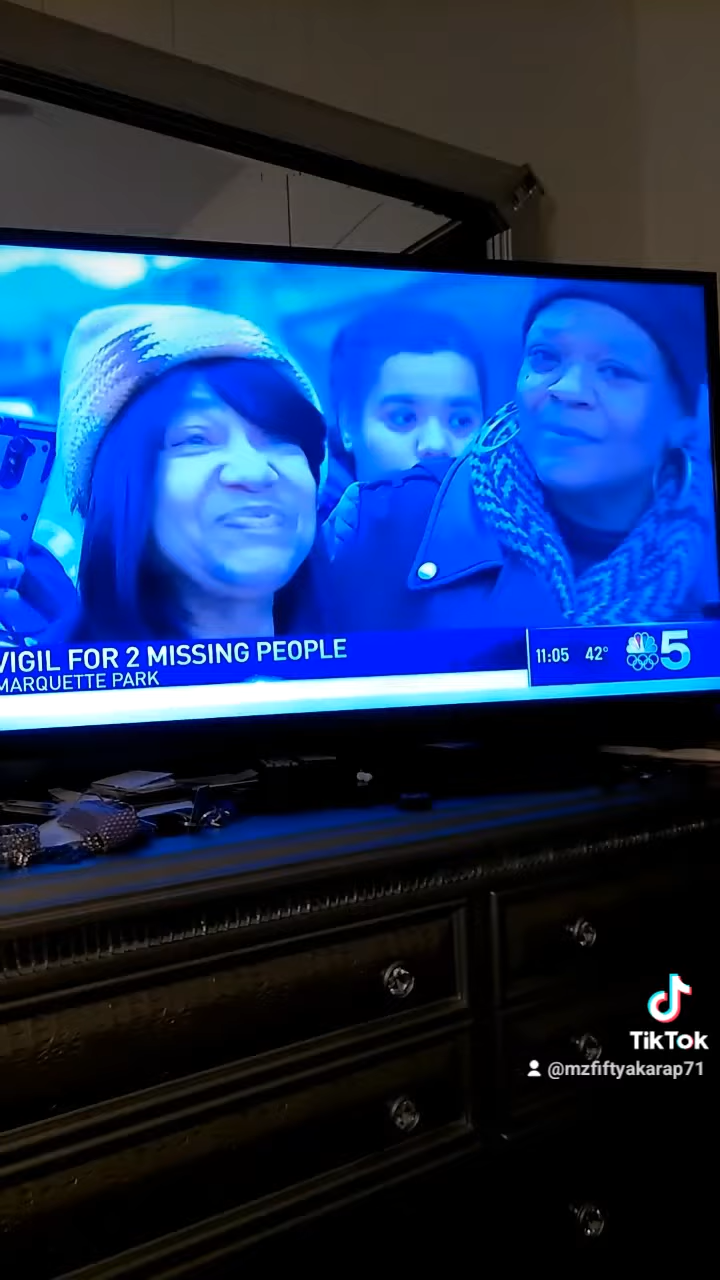 VIGIL FOR 2 MISSING PEOPLE
MARQUETTE PARK
11:05 42° 5
TikTok
@mzfiftyakarap71